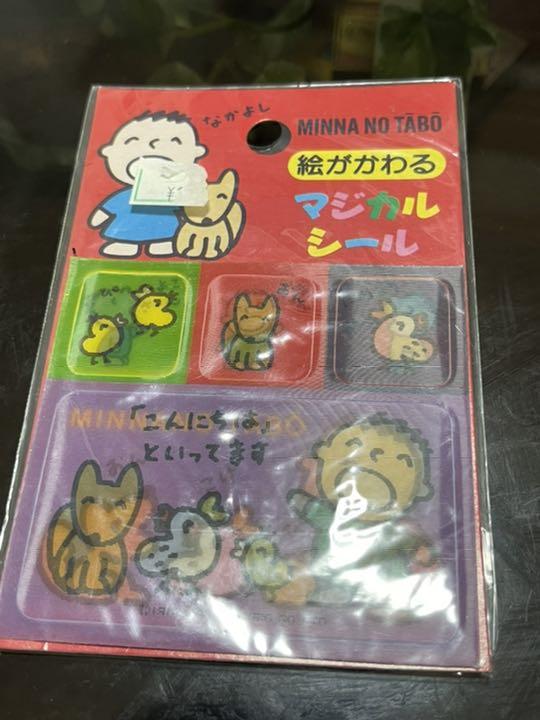 なかよし
MINNA NO TĀBŌ
絵がかわる
マジカル
シール
「こんにちは」
といってます